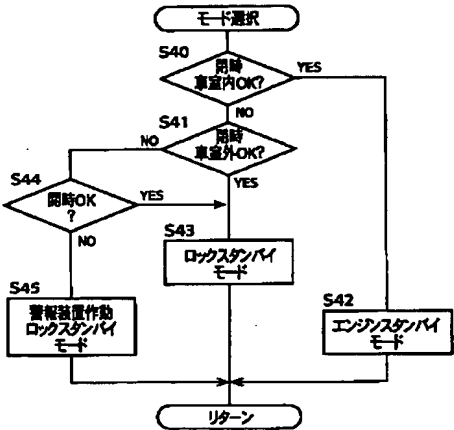 モード選択
S40
閉時
車室内OK?
YES
NO
S41
閉時
車室外OK?
NO
YES
S44
開時OK
?
YES
NO
S43
ロックスタンバイ
モード
S45
警報装置作動
ロックスタンバイ
モード
S42
エンジンスタンバイ
モード
リターン